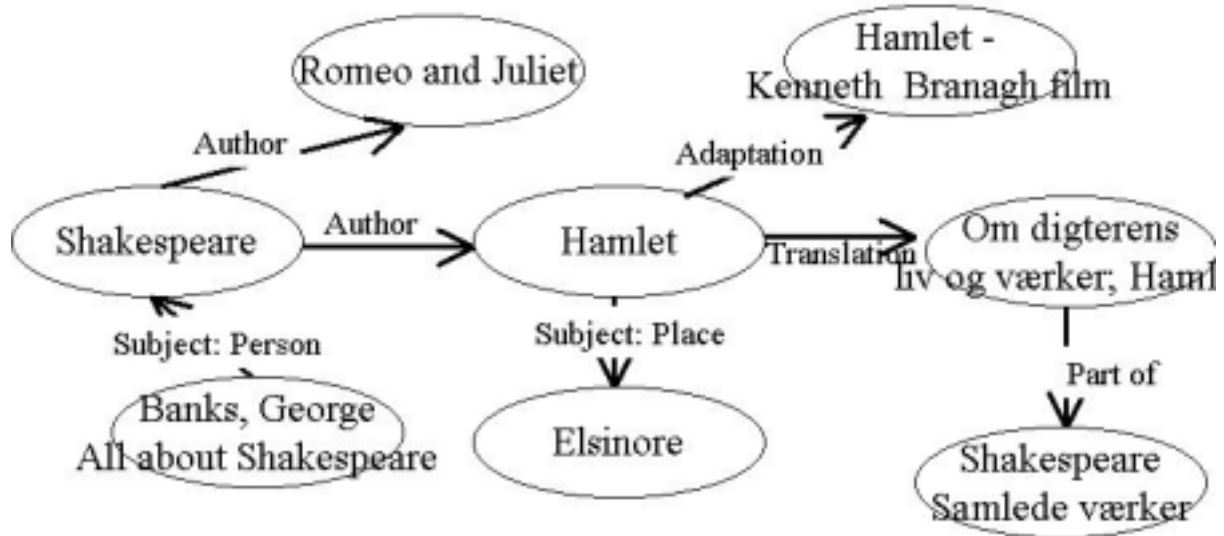 Hamlet -
Kenneth Branagh film
Romeo and Juliet
Author
Adaptation
Shakespeare
Author
Hamlet
Translation
Om digterens
liv og værker; Haml
Subject: Person
Subject: Place
Part of
Banks, George
All about Shakespeare
Elsinore
Shakespeare
Samlede værker